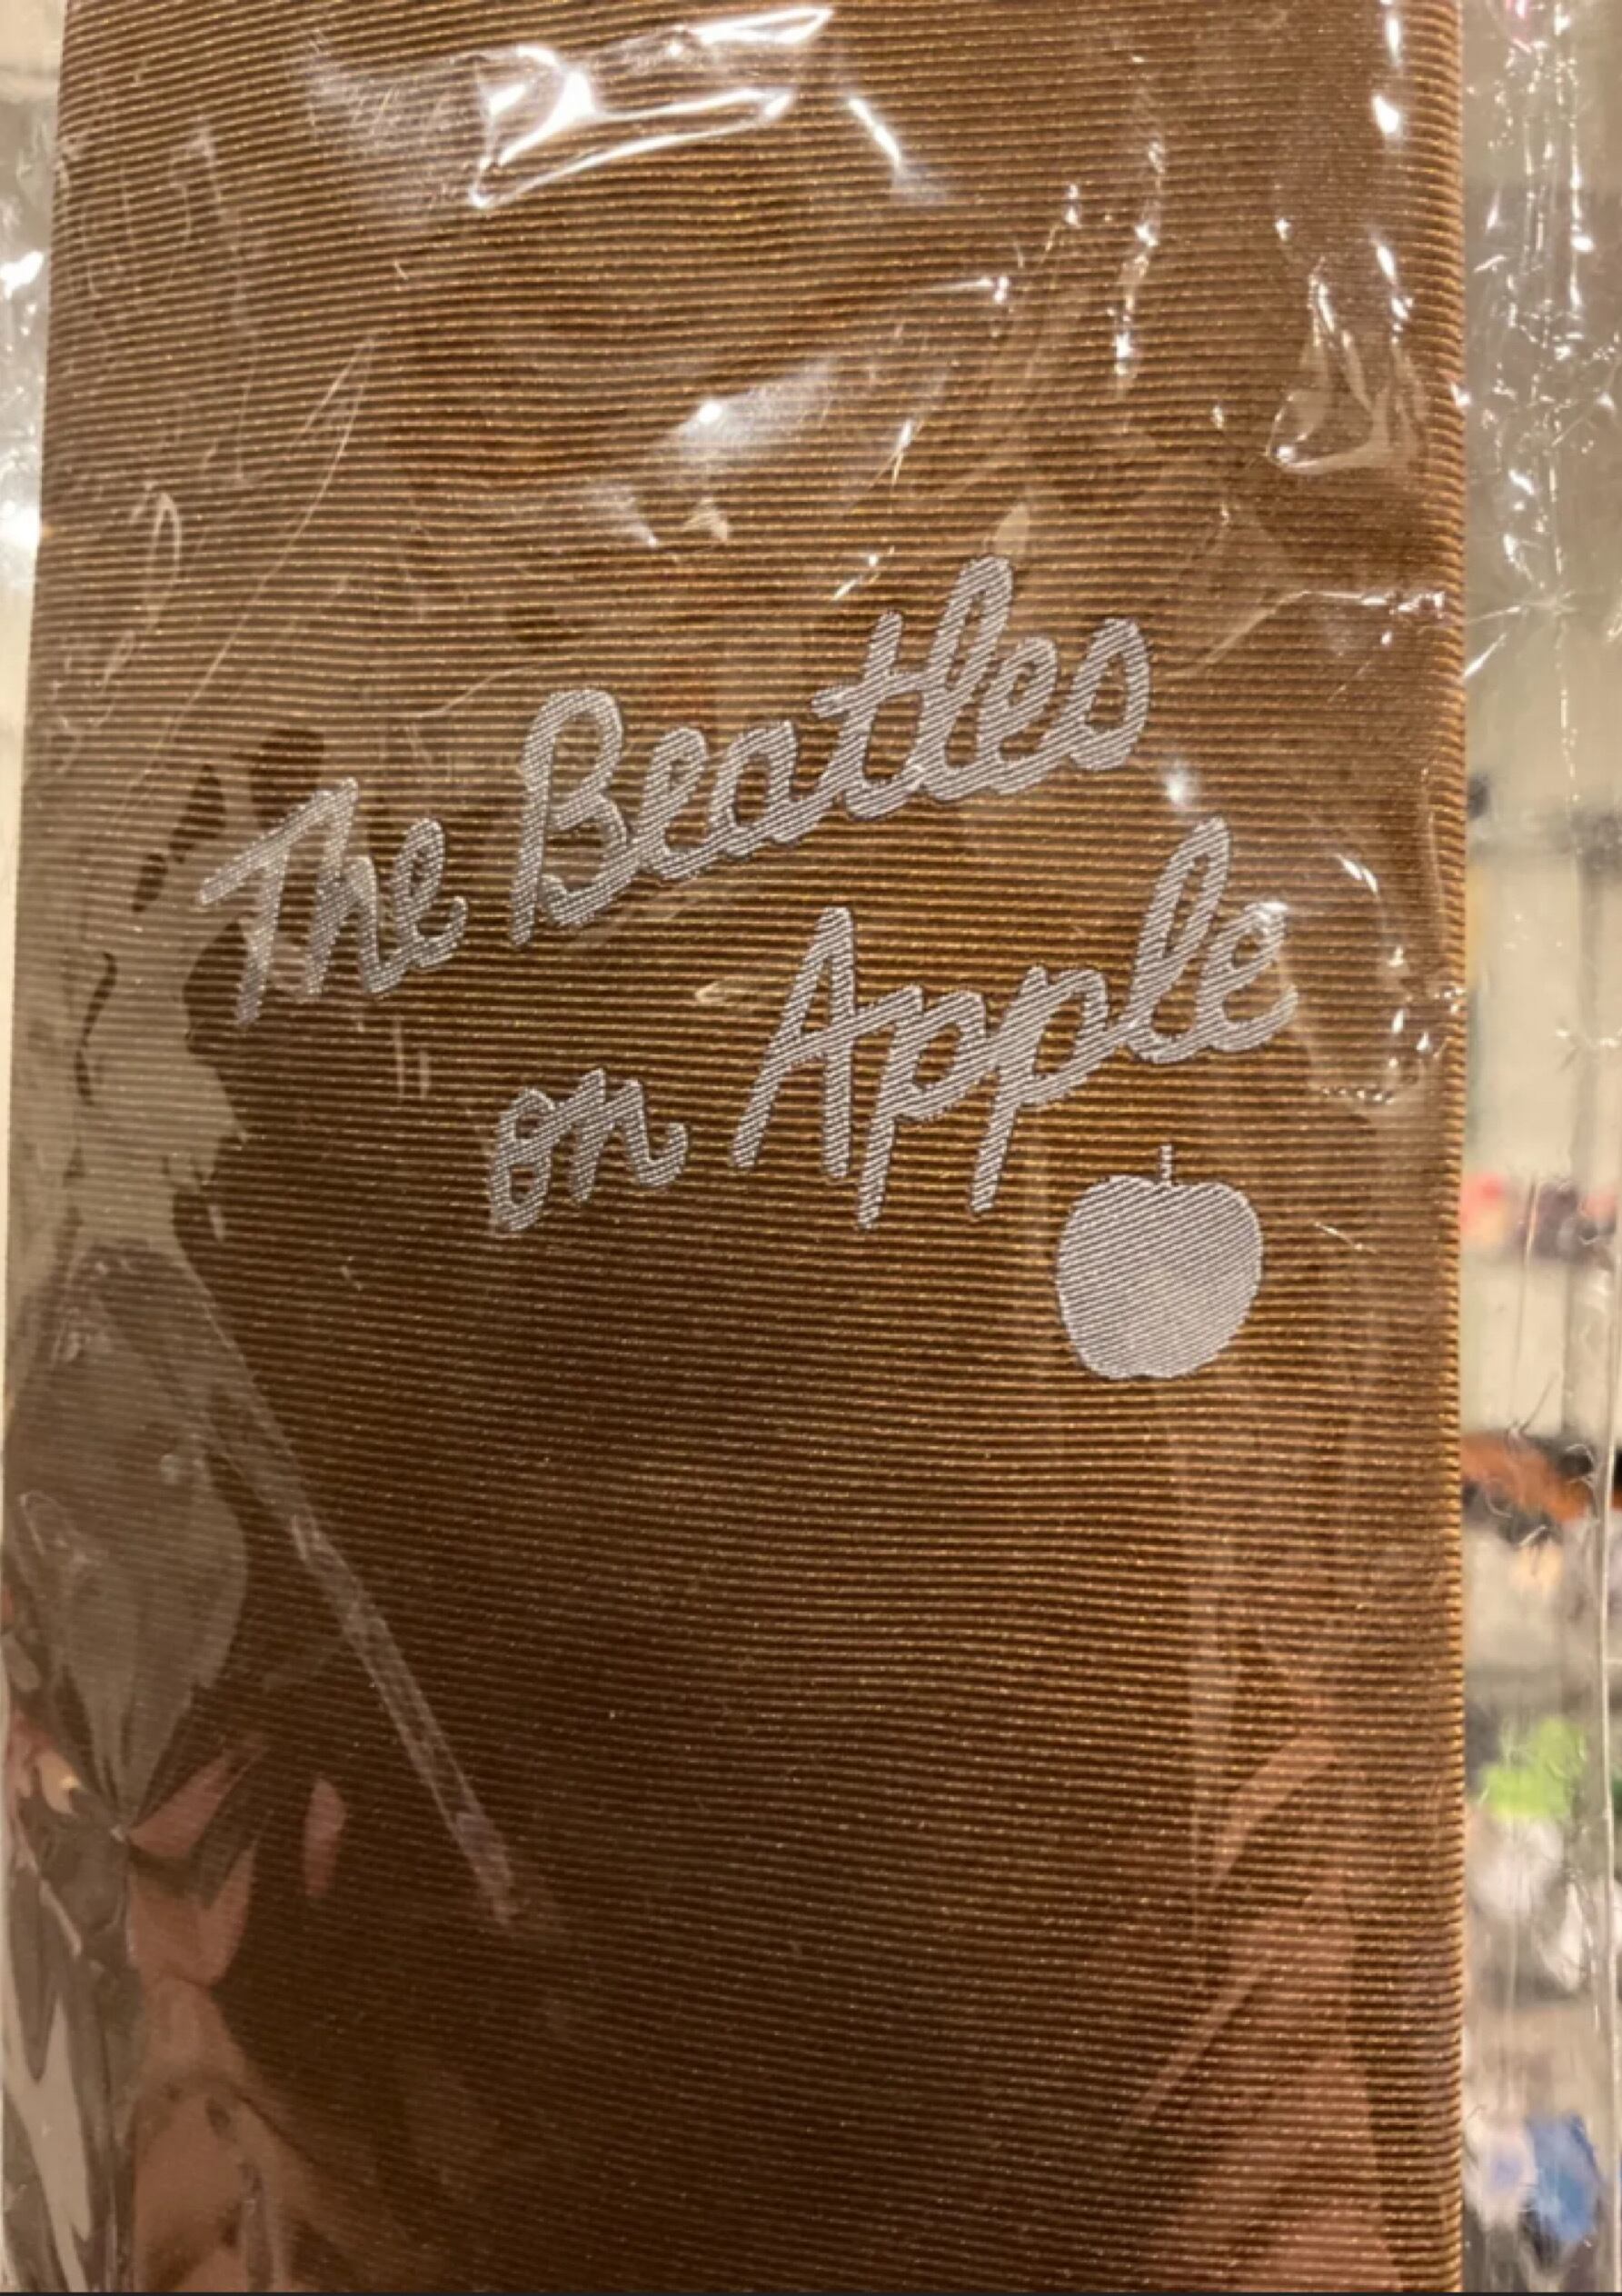 The Beatles
on Apple